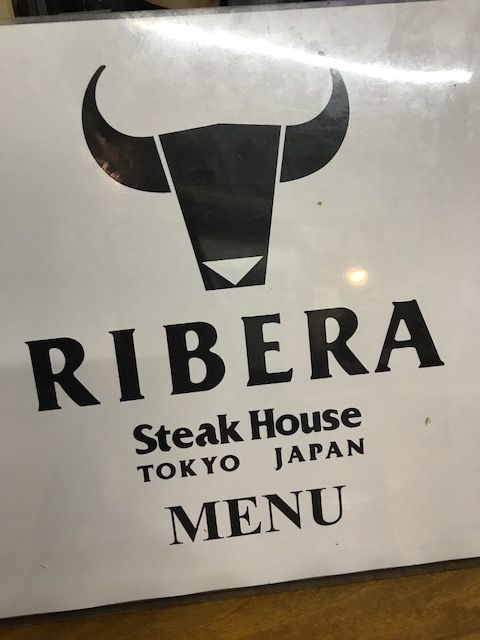 RIBERA
Steak House
TOKYO JAPAN
MENU